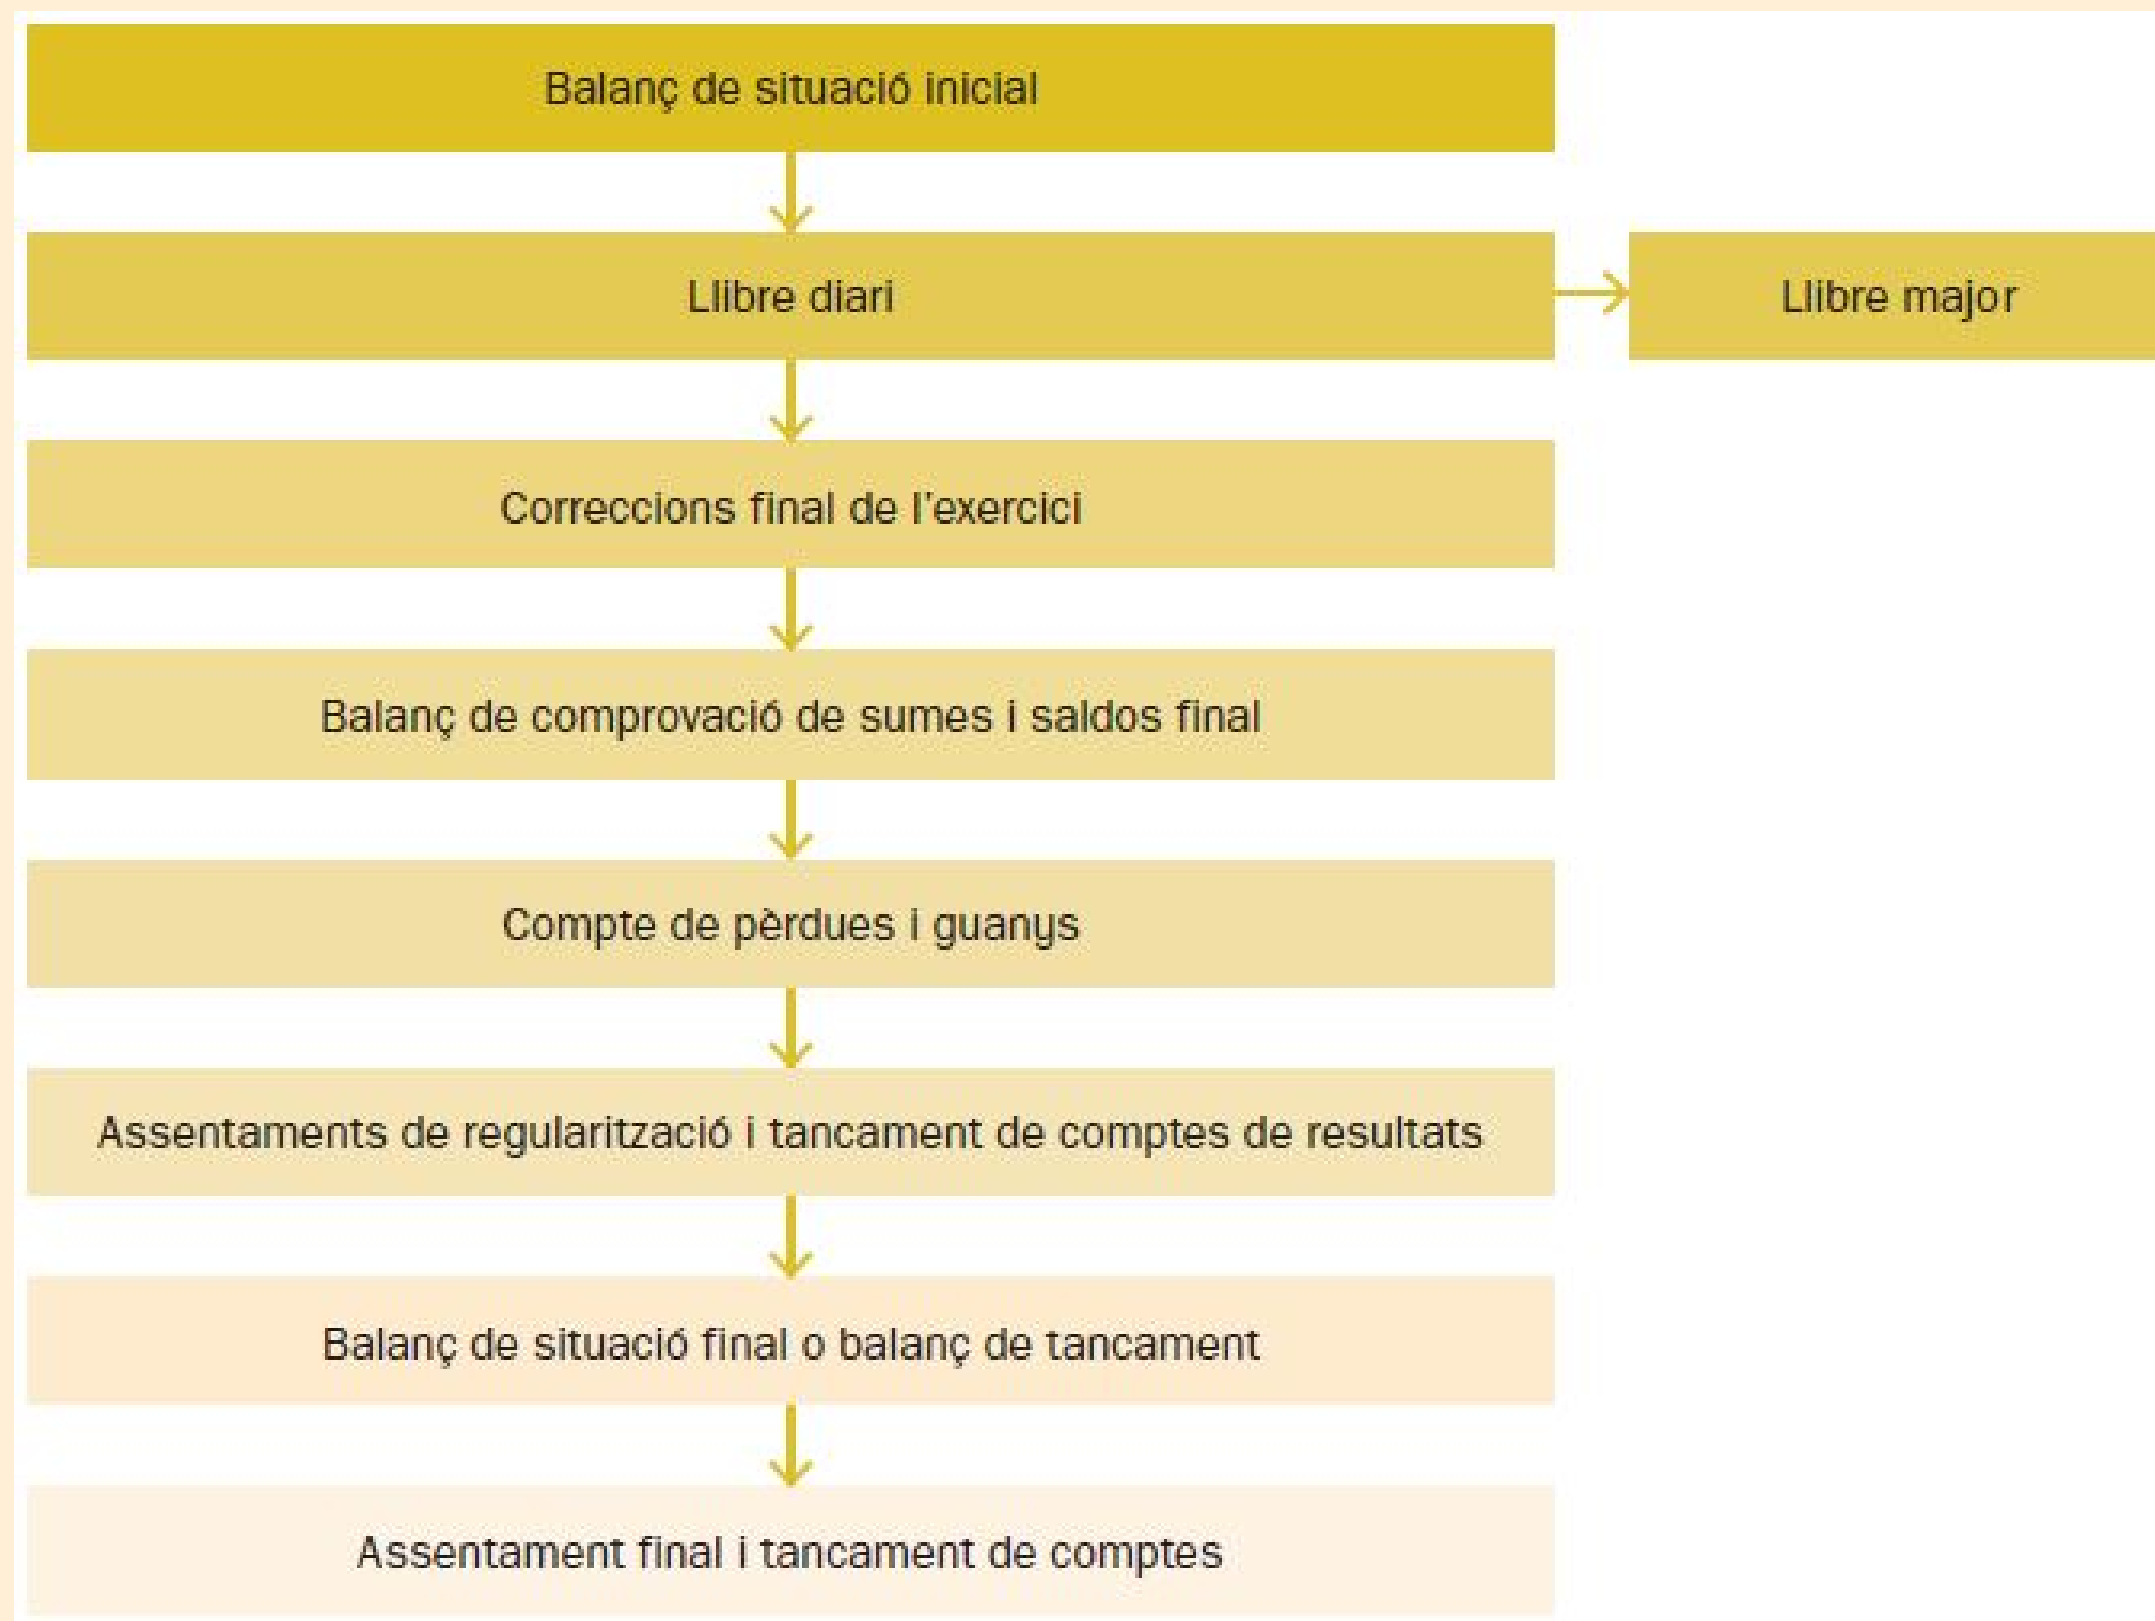 Balanç de situació inicial
Llibre diari
Llibre major
Correccions final de l'exercici
Balanç de comprovació de sumes i saldos final
Compte de pèrdues i guanys
Assentaments de regularització i tancament de comptes de resultats
Balanç de situació final o balanç de tancament
Assentament final i tancament de comptes